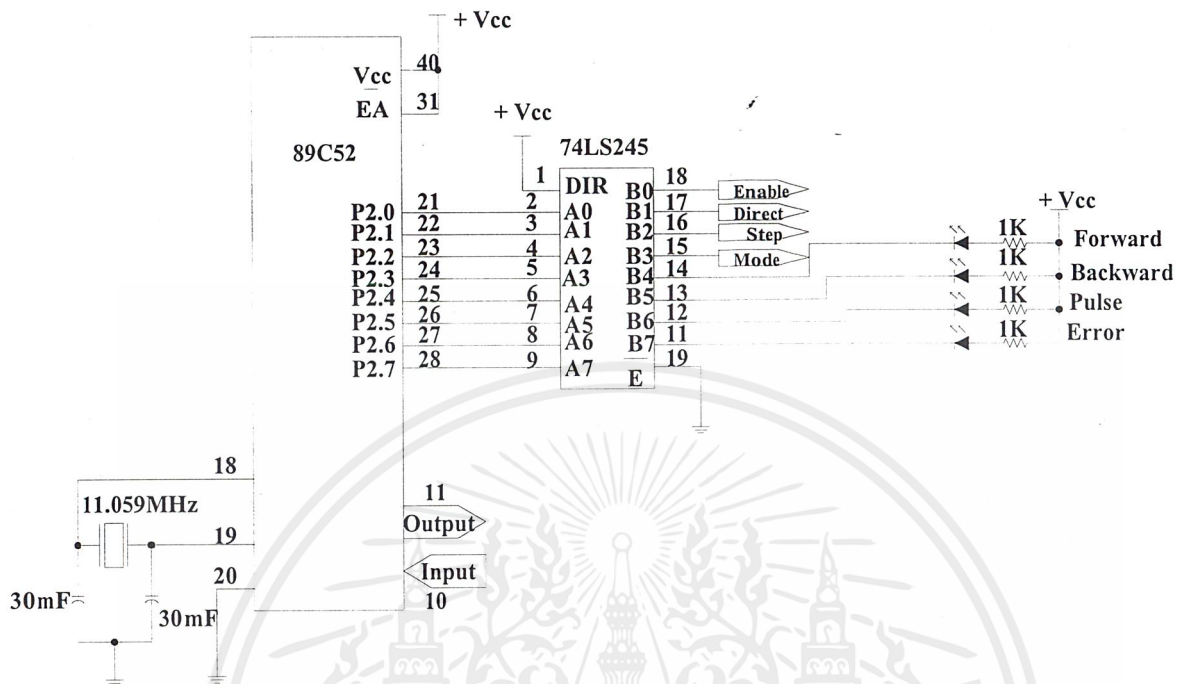 + Vcc
Vcc 40
EA 31
89C52
P2.0 21
P2.1 22
P2.2 23
P2.3 24
P2.4 25
P2.5 26
P2.6 27
P2.7 28
18
11.059MHz
19
20
30mF
30mF
11
Output
Input
10
+ Vcc
74LS245
1 DIR B0 18 Enable
2 A0 B1 17 Direct
3 A1 B2 16 Step
4 A2 B3 15 Mode
5 A3 B4 14
6 A4 B5 13
7 A5 B6 12
8 A6 B7 11
9 A7 E 19
+ Vcc
1K Forward
1K Backward
1K Pulse
1K Error